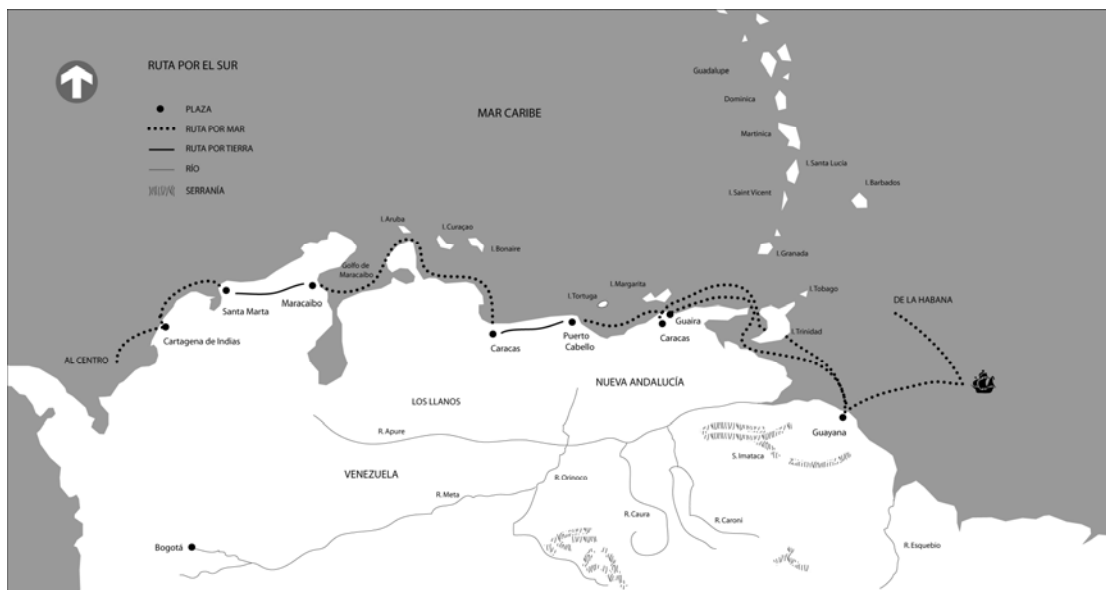 RUTA POR EL SUR
PLAZA
RUTA POR MAR
RUTA POR TIERRA
RÍO
SERRANÍA
MAR CARIBE
Guadalupe
Dominica
Martinica
I. Santa Lucía
I. Saint Vicent
I. Barbados
I. Granada
I. Aruba
I. Curaçao
I. Bonaire
Golfo de
Maracaibo
I. Tortuga
I. Margarita
I. Tobago
I. Trinidad
DE LA HABANA
Santa Marta
Maracaibo
Cartagena de Indias
AL CENTRO
Caracas
Puerto
Cabello
Guaira
Caracas
NUEVA ANDALUCÍA
LOS LLANOS
Guayana
R. Apure
S. Imataca
VENEZUELA
R. Meta
R. Orinoco
R. Caura
R. Caroni
Bogotá
R. Esquebio